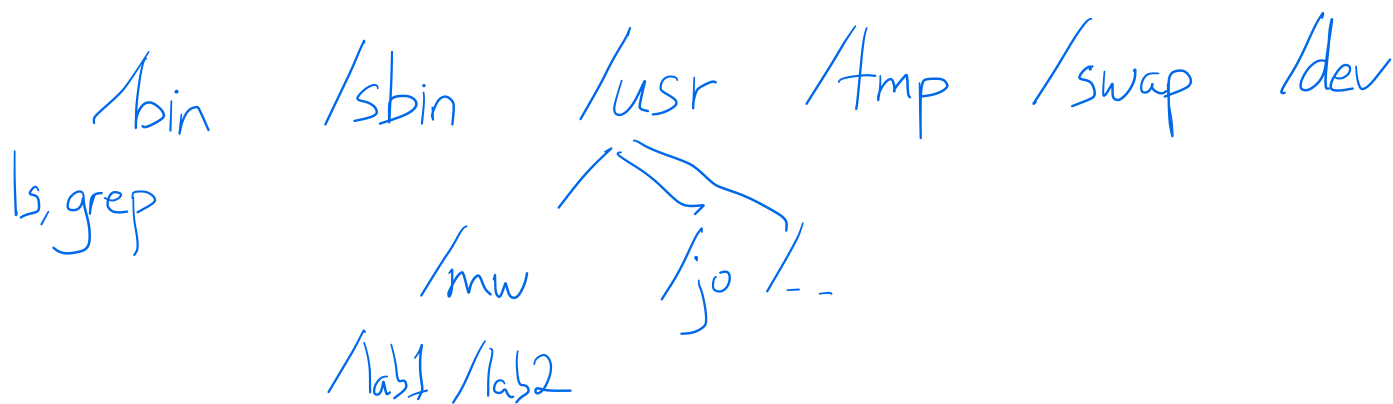 /bin /sbin /usr /tmp /swap /dev
ls, grep
/mw /jo /--
/lab1 /lab2